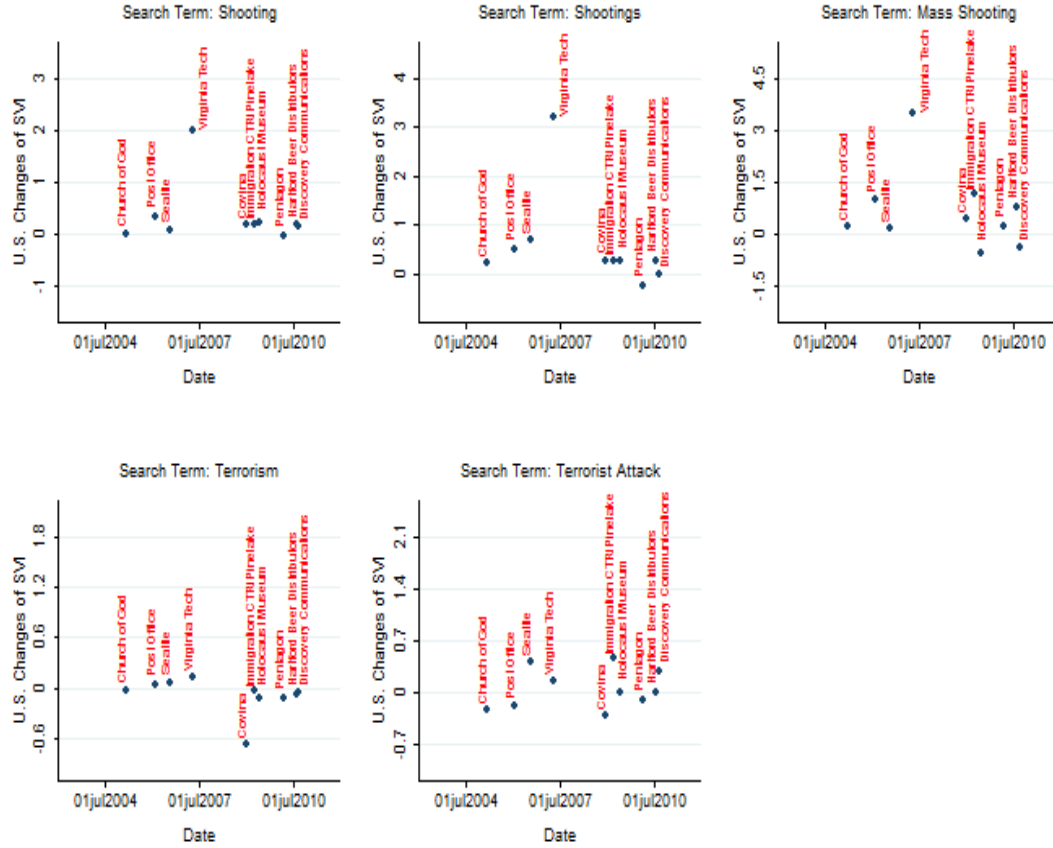 Search Term: Shooting
U.S. Changes of SVI
3
2
1
0
-1
Church of God
Post Office
Seattle
Virginia Tech
Covina
Immigration CTR/Pinelake
Holocaust Museum
Pentagon
Hartford Beer Distributors
Discovery Communications
01jul2004
01jul2007
01jul2010
Date
Search Term: Shootings
U.S. Changes of SVI
4
3
2
1
0
Church of God
Post Office
Seattle
Virginia Tech
Covina
Immigration CTR/Pinelake
Holocaust Museum
Pentagon
Hartford Beer Distributors
Discovery Communications
01jul2004
01jul2007
01jul2010
Date
Search Term: Mass Shooting
U.S. Changes of SVI
4.5
3
1.5
0
-1.5
Church of God
Post Office
Seattle
Virginia Tech
Covina
Immigration CTR/Pinelake
Holocaust Museum
Pentagon
Hartford Beer Distributors
Discovery Communications
01jul2004
01jul2007
01jul2010
Date
Search Term: Terrorism
U.S. Changes of SVI
1.8
1.2
0.6
0
-0.6
Church of God
Post Office
Seattle
Virginia Tech
Covina
Immigration CTR/Pinelake
Holocaust Museum
Pentagon
Hartford Beer Distributors
Discovery Communications
01jul2004
01jul2007
01jul2010
Date
Search Term: Terrorist Attack
U.S. Changes of SVI
2.1
1.4
0.7
0
-0.7
Church of God
Post Office
Seattle
Virginia Tech
Covina
Immigration CTR/Pinelake
Holocaust Museum
Pentagon
Hartford Beer Distributors
Discovery Communications
01jul2004
01jul2007
01jul2010
Date